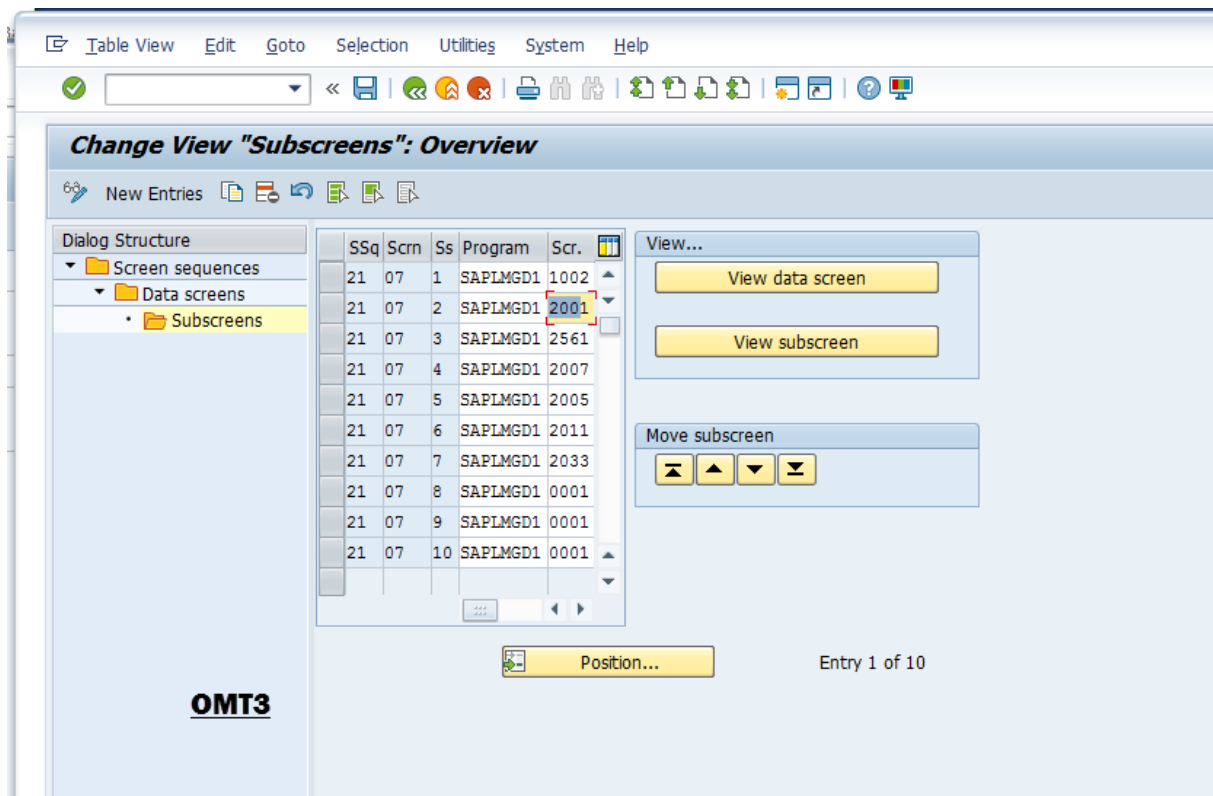 Table View Edit Goto Selection Utilities System Help
Change View "Subscreens": Overview
New Entries
Dialog Structure
Screen sequences
Data screens
Subscreens
SSq Scrn Ss Program Scr.
21 07 1 SAPLMGD1 1002
21 07 2 SAPLMGD1 2001
21 07 3 SAPLMGD1 2561
21 07 4 SAPLMGD1 2007
21 07 5 SAPLMGD1 2005
21 07 6 SAPLMGD1 2011
21 07 7 SAPLMGD1 2033
21 07 8 SAPLMGD1 0001
21 07 9 SAPLMGD1 0001
21 07 10 SAPLMGD1 0001
View...
View data screen
View subscreen
Move subscreen
Position...
Entry 1 of 10
OMT3